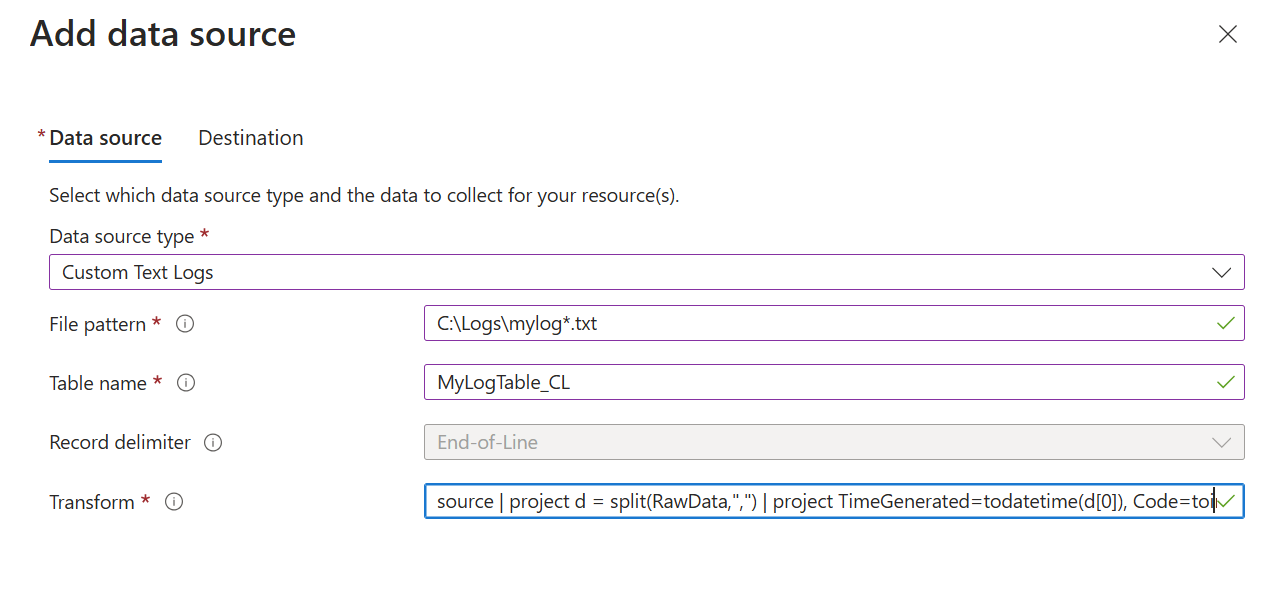 Add data source
* Data source Destination
Select which data source type and the data to collect for your resource(s).
Data source type *
Custom Text Logs
File pattern * C:\Logs\mylog*.txt
Table name * MyLogTable_CL
Record delimiter End-of-Line
Transform * source | project d = split(RawData,",") | project TimeGenerated=todatetime(d[0]), Code=toi